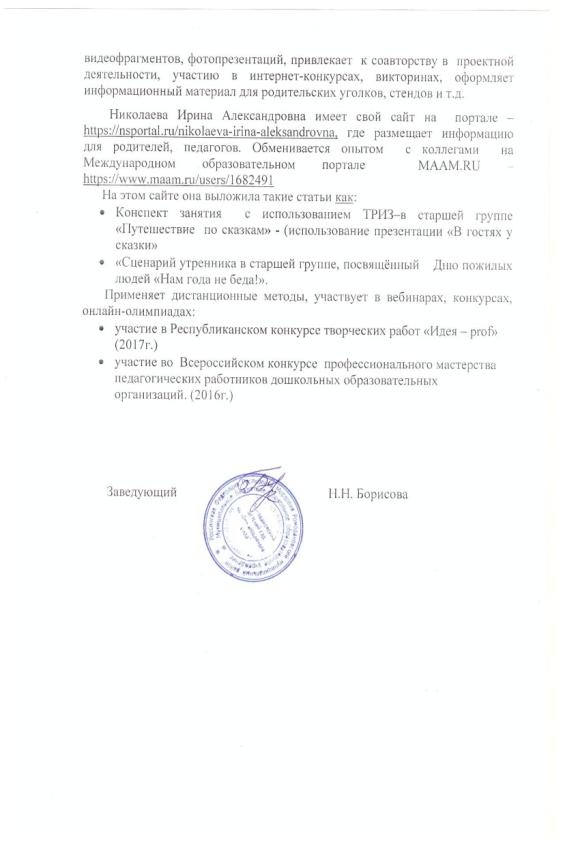 видеофрагментов, фотопрезентаций, привлекает к соавторству в проектной
деятельности, участию в интернет-конкурсах, викторинах, оформляет
информационный материал для родительских уголков, стендов и т.д.
Николаева Ирина Александровна имеет свой сайт на портале –
https://nsportal.ru/nikolaeva-irina-aleksandrovna, где размещает информацию
для родителей, педагогов. Обменивается опытом с коллегами на
Международном образовательном портале MAAM.RU –
https://www.maam.ru/users/1682491
На этом сайте она выложила такие статьи как:
• Конспект занятия с использованием ТРИЗ–в старшей группе
«Путешествие по сказкам» - (использование презентации «В гостях у
сказки»
• «Сценарий утренника в старшей группе, посвящённый Дню пожилых
людей «Нам года не беда!».
Применяет дистанционные методы, участвует в вебинарах, конкурсах,
онлайн-олимпиадах:
• участие в Республиканском конкурсе творческих работ «Идея – prof»
(2017г.)
• участие во Всероссийском конкурсе профессионального мастерства
педагогических работников дошкольных образовательных
организаций. (2016г.)
Заведующий Н.Н. Борисова